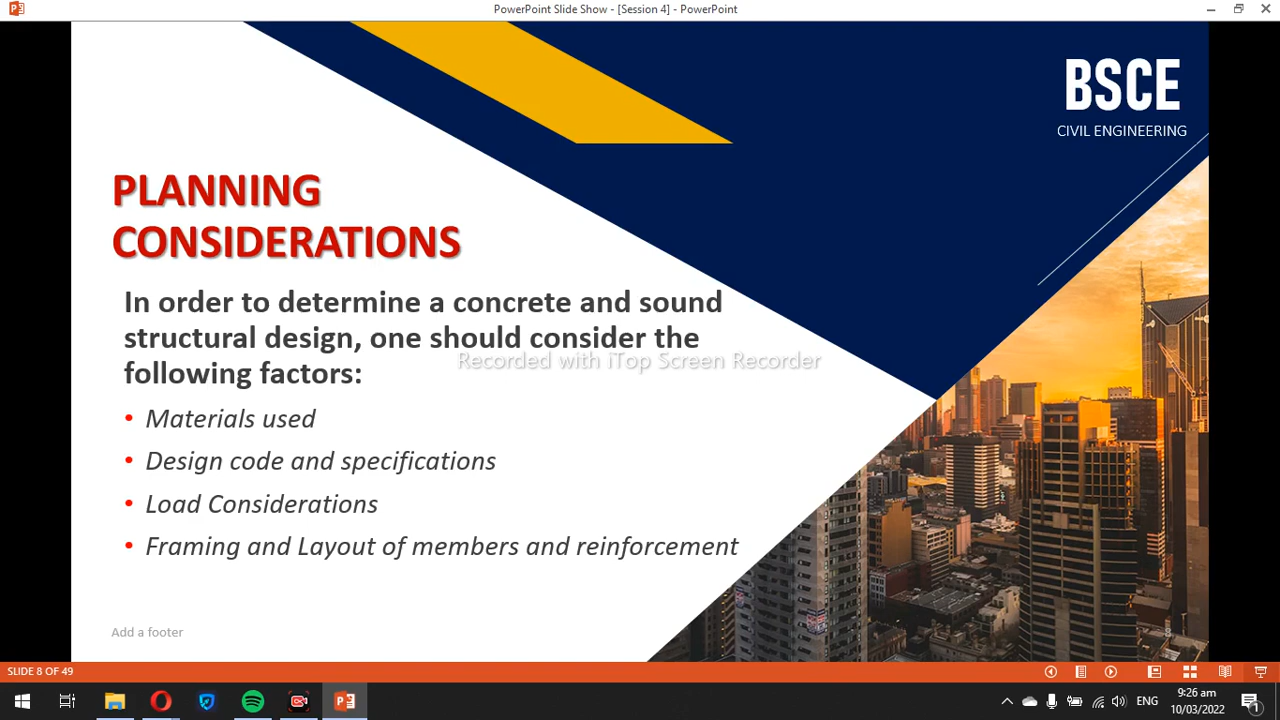 PowerPoint Slide Show - [Session 4] - PowerPoint
BSCE
CIVIL ENGINEERING
PLANNING
CONSIDERATIONS
In order to determine a concrete and sound
structural design, one should consider the
following factors:
Recorded with iTop Screen Recorder
• Materials used
• Design code and specifications
• Load Considerations
• Framing and Layout of members and reinforcement
Add a footer
SLIDE 8 OF 49
ENG
9:26 am
10/03/2022
1